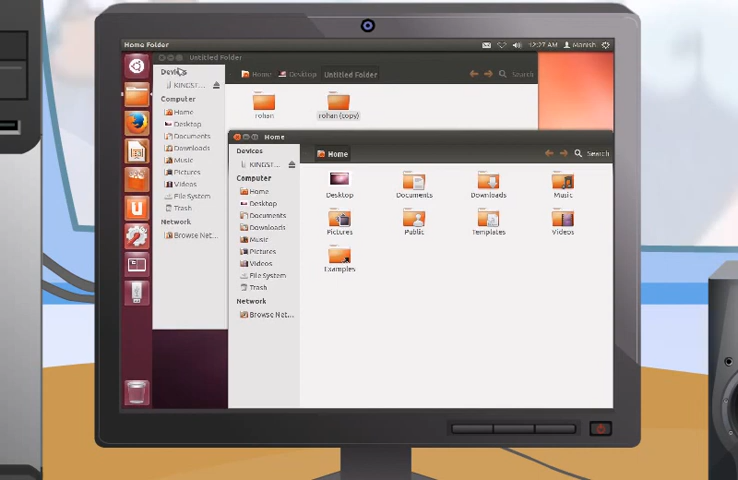 Home Folder
12:27 AM Manish
Untitled Folder
Devices
KINGST...
Computer
Home
Desktop
Documents
Downloads
Music
Pictures
Videos
File System
Trash
Network
Browse Net...
Home Desktop Untitled Folder Search
rohan rohan (copy)
Home
Devices
KINGST...
Computer
Home
Desktop
Documents
Downloads
Music
Pictures
Videos
File System
Trash
Network
Browse Net...
Home Search
Desktop Documents Downloads Music
Pictures Public Templates Videos
Examples